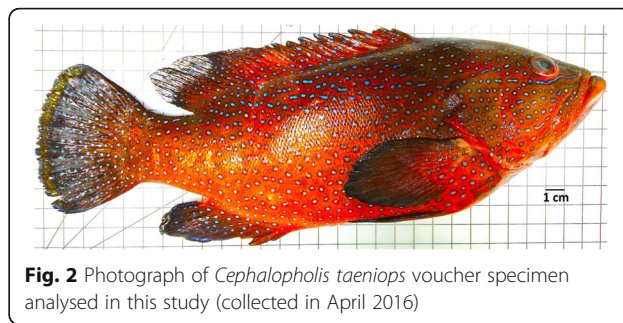 1 cm
Fig. 2 Photograph of Cephalopholis taeniops voucher specimen
analysed in this study (collected in April 2016)